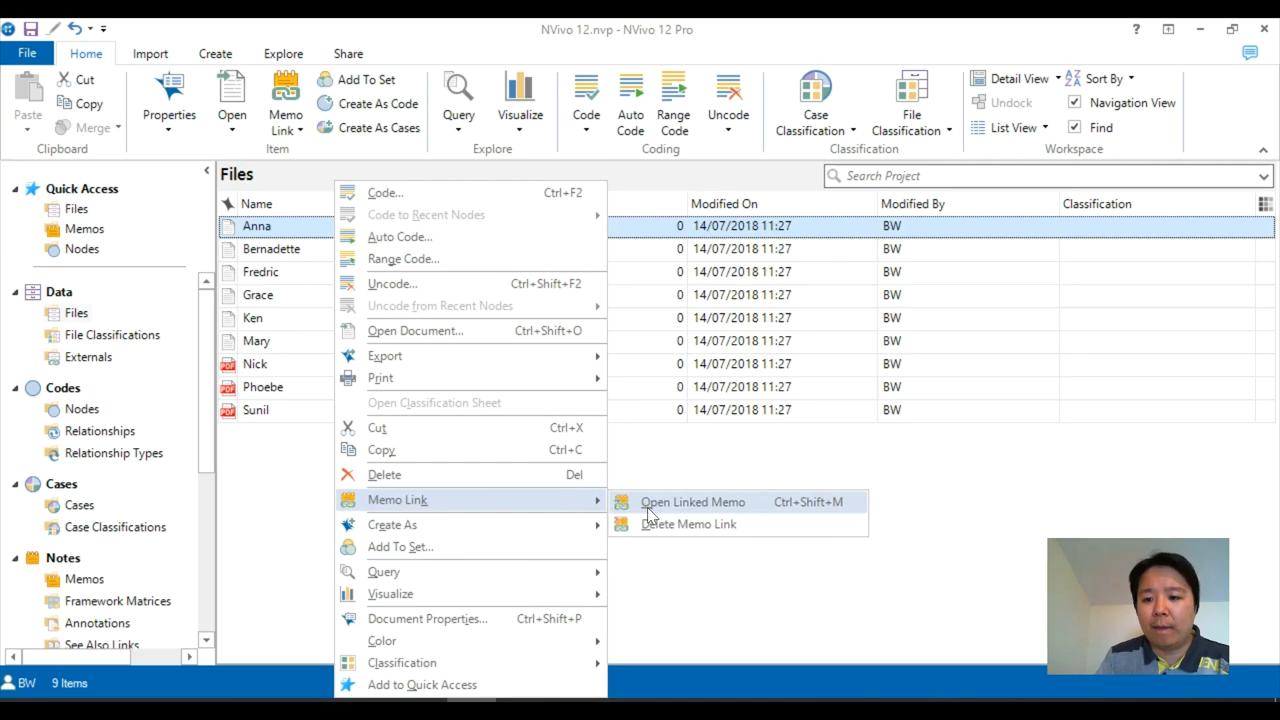 NVivo 12.nvp - NVivo 12 Pro
File Home Import Create Explore Share
Paste
Cut
Copy
Merge
Clipboard
Properties
Open
Memo Link
Add To Set
Create As Code
Create As Cases
Item
Query
Visualize
Explore
Code
Auto Code
Range Code
Uncode
Coding
Case Classification
File Classification
Classification
Detail View
Sort By
Undock
Navigation View
List View
Find
Workspace
Quick Access
Files
Memos
Nodes
Data
Files
File Classifications
Externals
Codes
Nodes
Relationships
Relationship Types
Cases
Cases
Case Classifications
Notes
Memos
Framework Matrices
Annotations
See Also Links
Files
Search Project
Name Modified On Modified By Classification
Anna 0 14/07/2018 11:27 BW
Bernadette 0 14/07/2018 11:27 BW
Fredric 0 14/07/2018 11:27 BW
Grace 0 14/07/2018 11:27 BW
Ken 0 14/07/2018 11:27 BW
Mary 0 14/07/2018 11:27 BW
PDF Nick 0 14/07/2018 11:27 BW
PDF Phoebe 0 14/07/2018 11:27 BW
PDF Sunil 0 14/07/2018 11:27 BW
Code... Ctrl+F2
Code to Recent Nodes
Auto Code...
Range Code...
Uncode... Ctrl+Shift+F2
Uncode from Recent Nodes
Open Document... Ctrl+Shift+O
Export
Print
Open Classification Sheet
Cut Ctrl+X
Copy Ctrl+C
Delete Del
Memo Link
Create As
Add To Set...
Query
Visualize
Document Properties... Ctrl+Shift+P
Color
Classification
Add to Quick Access
Open Linked Memo Ctrl+Shift+M
Delete Memo Link
BW 9 Items